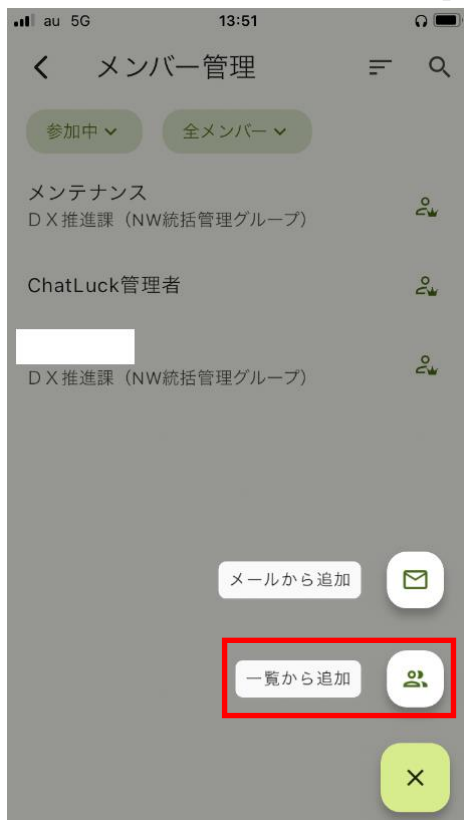 au 5G 13:51
メンバー管理
参加中 全メンバー
メンテナンス
ＤＸ推進課（NW統括管理グループ）
ChatLuck管理者
ＤＸ推進課（NW統括管理グループ）
メールから追加
一覧から追加